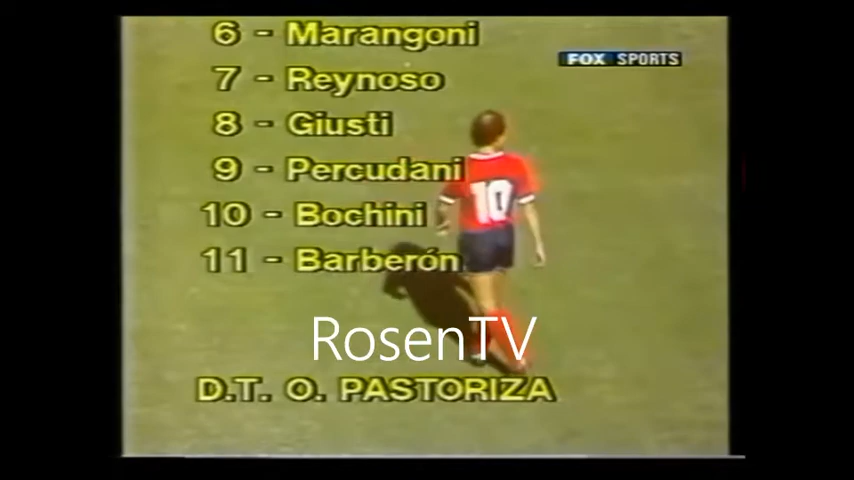 6 - Marangoni
FOX SPORTS
7 - Reynoso
8 - Giusti
9 - Percudani
10
10 - Bochini
11 - Barberón
RosenTV
D.T. O. PASTORIZA